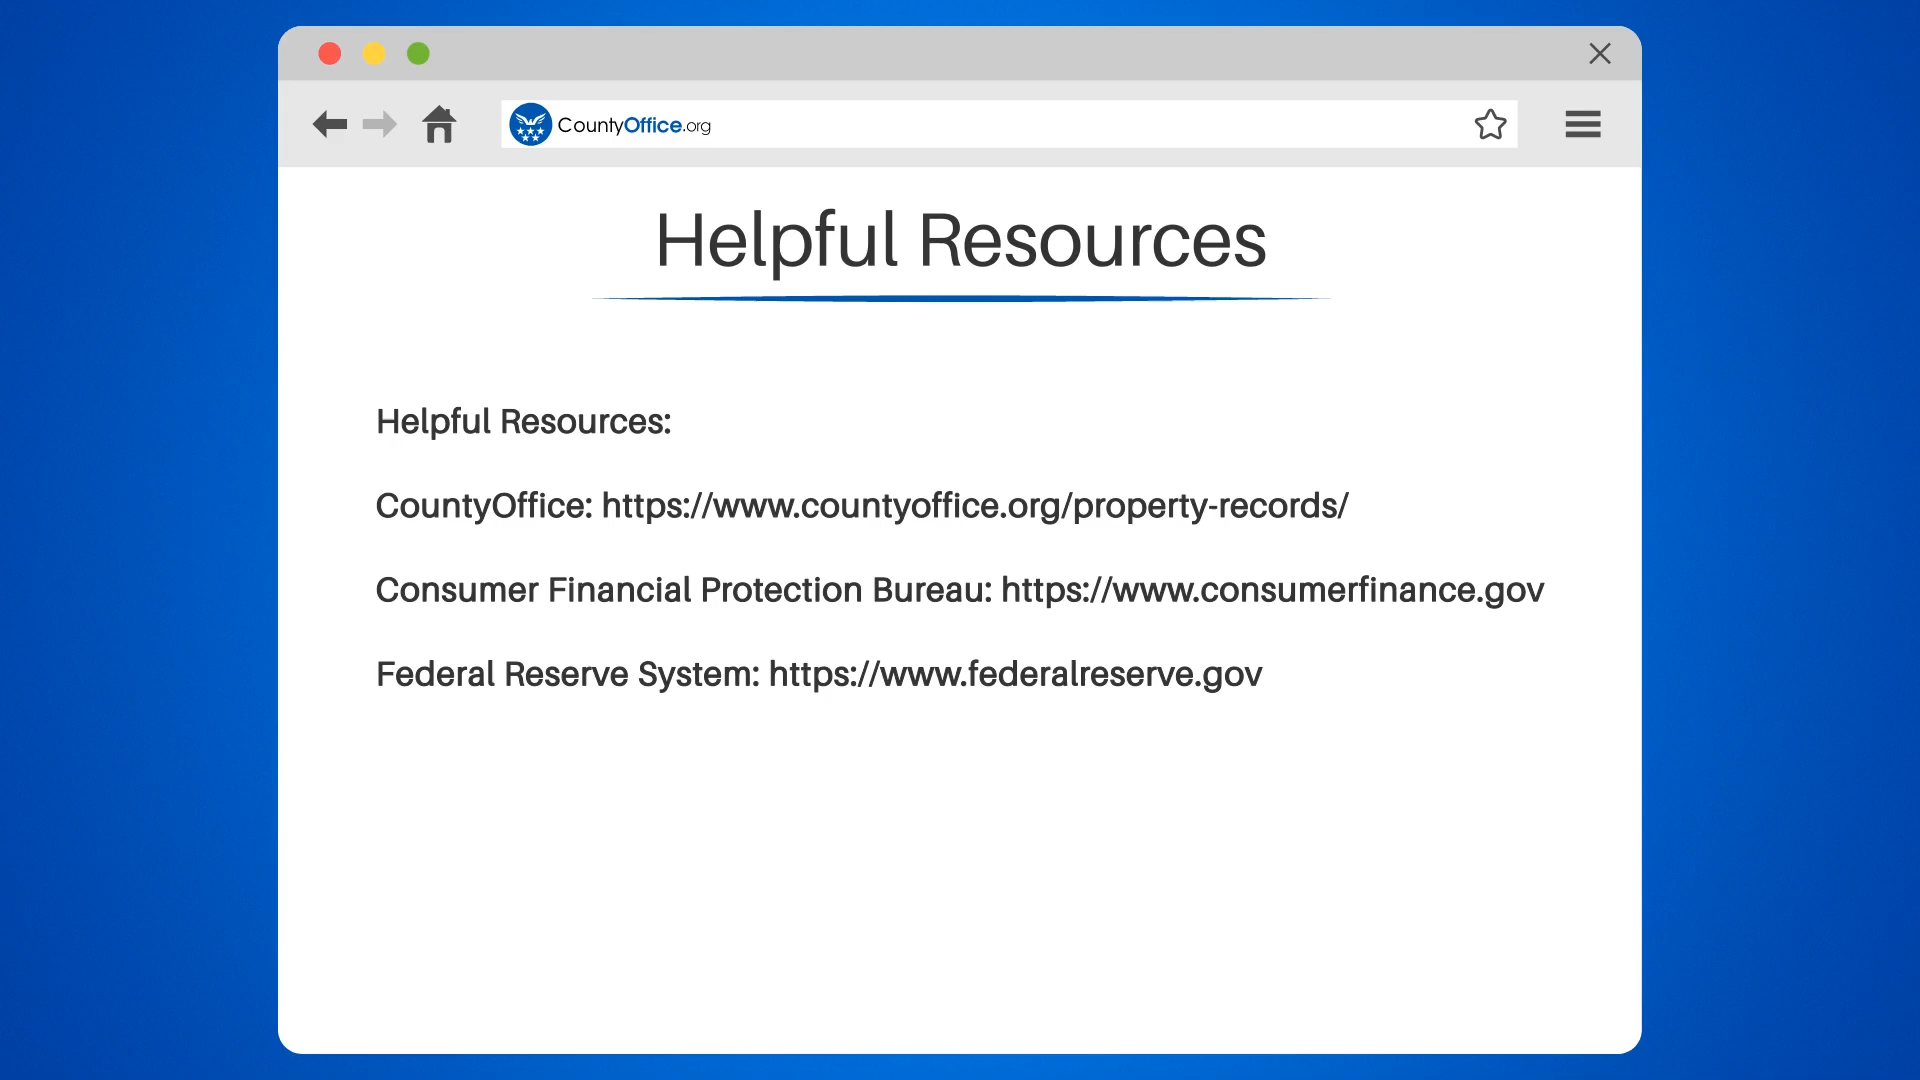 CountyOffice.org
Helpful Resources
Helpful Resources:
CountyOffice: https://www.countyoffice.org/property-records/
Consumer Financial Protection Bureau: https://www.consumerfinance.gov
Federal Reserve System: https://www.federalreserve.gov